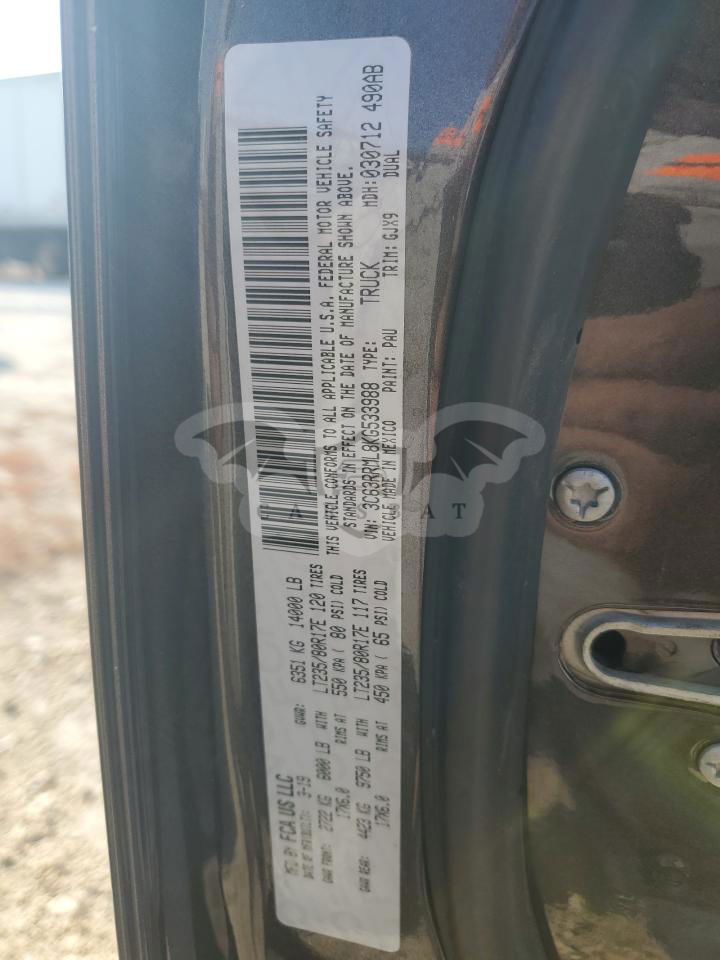 MFD BY FCA US LLC
DATE OF MFR(MILIT): 3-19 GVWR: 6351 KG 14000 LB
GAWR FRONT: 2722 KG 6000 LB WITH LT235/80R17E 120 TIRES
17X6.0 RIMS AT 550 KPA ( 80 PSI) COLD
GAWR REAR: 4423 KG 9750 LB WITH LT235/80R17E 117 TIRES
17X6.0 RIMS AT 450 KPA ( 65 PSI) COLD
THIS VEHICLE CONFORMS TO ALL APPLICABLE U.S.A. FEDERAL MOTOR VEHICLE SAFETY
STANDARDS IN EFFECT ON THE DATE OF MANUFACTURE SHOWN ABOVE.
VIN: 3C63RRML8KG533988 TYPE: TRUCK MDH:030712 490AB
VEHICLE MADE IN MEXICO PAINT: PAU TRIM: GJX9 DUAL